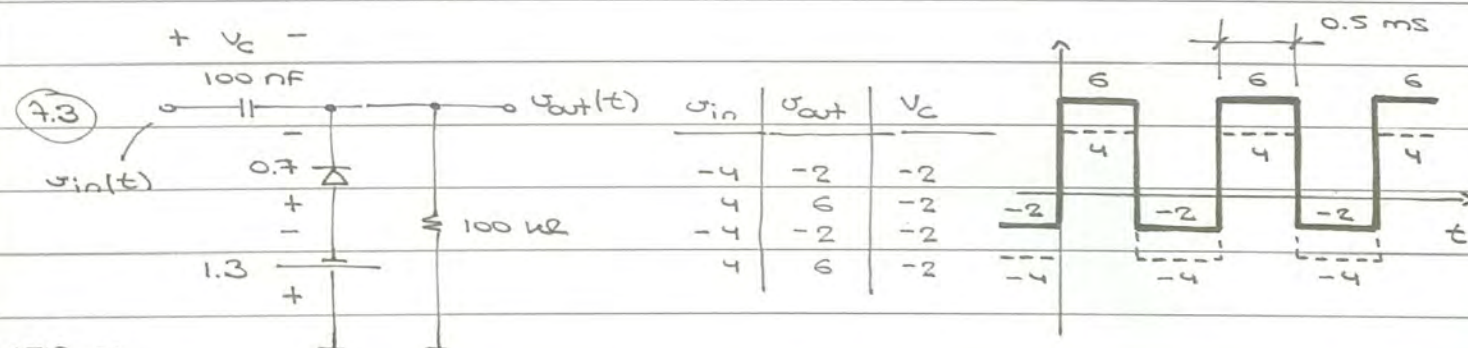 + Vc -
100 nF
7.3
vin(t)
vout(t)
-
0.7
+
-
1.3
+
100 kΩ
vin | vout | Vc
-4 | -2 | -2
4 | 6 | -2
-4 | -2 | -2
4 | 6 | -2
0.5 ms
6 6 6
4 4 4
-2 -2 -2
t
-4 -4 -4